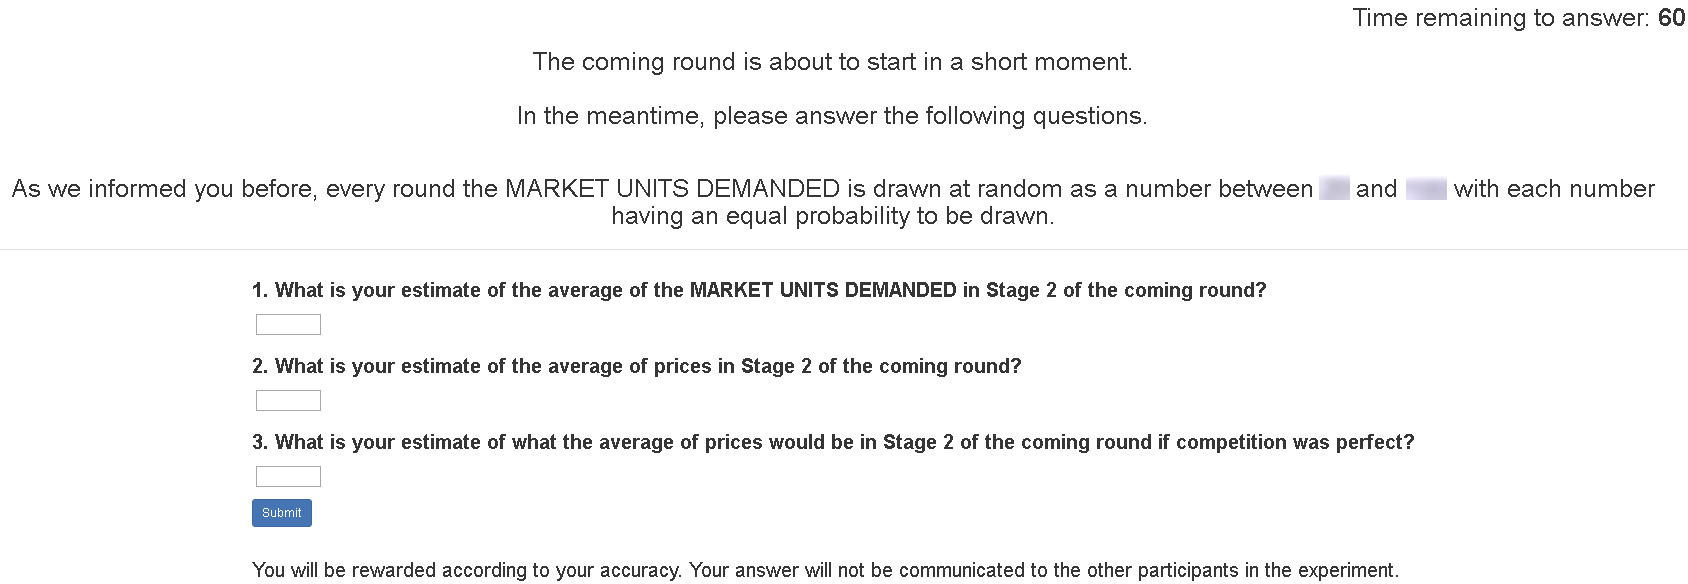 Time remaining to answer: 60
The coming round is about to start in a short moment.
In the meantime, please answer the following questions.
As we informed you before, every round the MARKET UNITS DEMANDED is drawn at random as a number between and with each number
having an equal probability to be drawn.
1. What is your estimate of the average of the MARKET UNITS DEMANDED in Stage 2 of the coming round?
2. What is your estimate of the average of prices in Stage 2 of the coming round?
3. What is your estimate of what the average of prices would be in Stage 2 of the coming round if competition was perfect?
Submit
You will be rewarded according to your accuracy. Your answer will not be communicated to the other participants in the experiment.